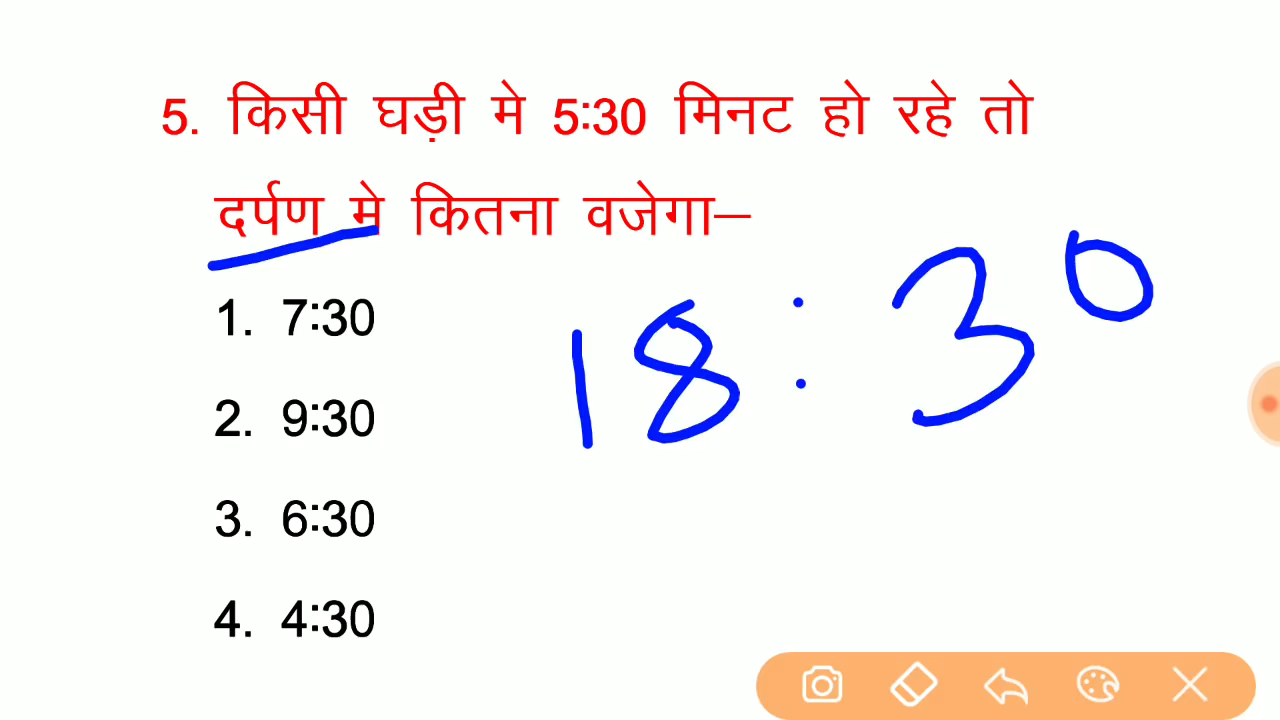 5. किसी घड़ी मे 5:30 मिनट हो रहे तो
दर्पण मे कितना वजेगा–
1. 7:30
2. 9:30
3. 6:30
4. 4:30
18:30